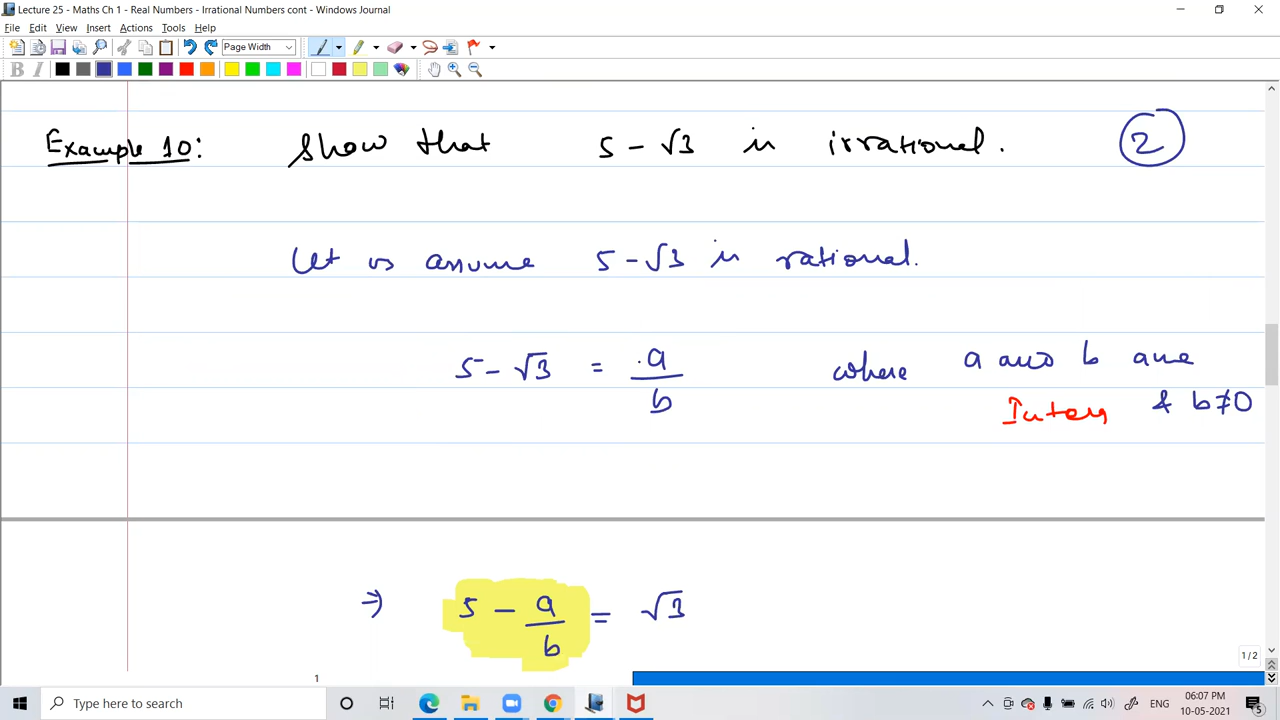 Lecture 25 - Maths Ch 1 - Real Numbers - Irrational Numbers cont - Windows Journal
File Edit View Insert Actions Tools Help
Page Width
B I
Example 10: Show that 5 - √3 is irrational. 2
Let us assume 5 - √3 is rational.
5 - √3 = a/b where a and b are
Integ & b ≠ 0
⇒ 5 - a/b = √3
1/2
1
Type here to search
06:07 PM
10-05-2021
5